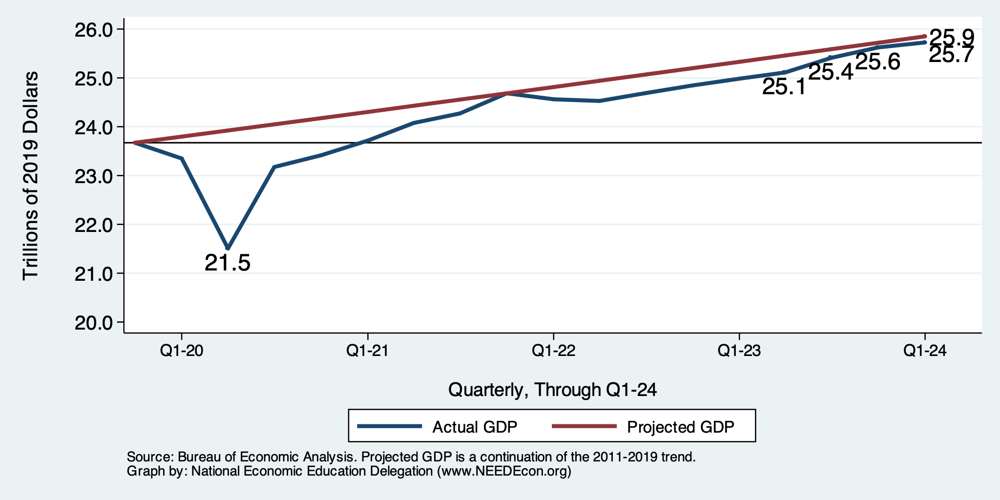 Trillions of 2019 Dollars
26.0
25.0
24.0
23.0
22.0
21.0
20.0
25.9
25.7
25.6
25.4
25.1
21.5
Q1-20 Q1-21 Q1-22 Q1-23 Q1-24
Quarterly, Through Q1-24
Actual GDP Projected GDP
Source: Bureau of Economic Analysis. Projected GDP is a continuation of the 2011-2019 trend.
Graph by: National Economic Education Delegation (www.NEEDEcon.org)